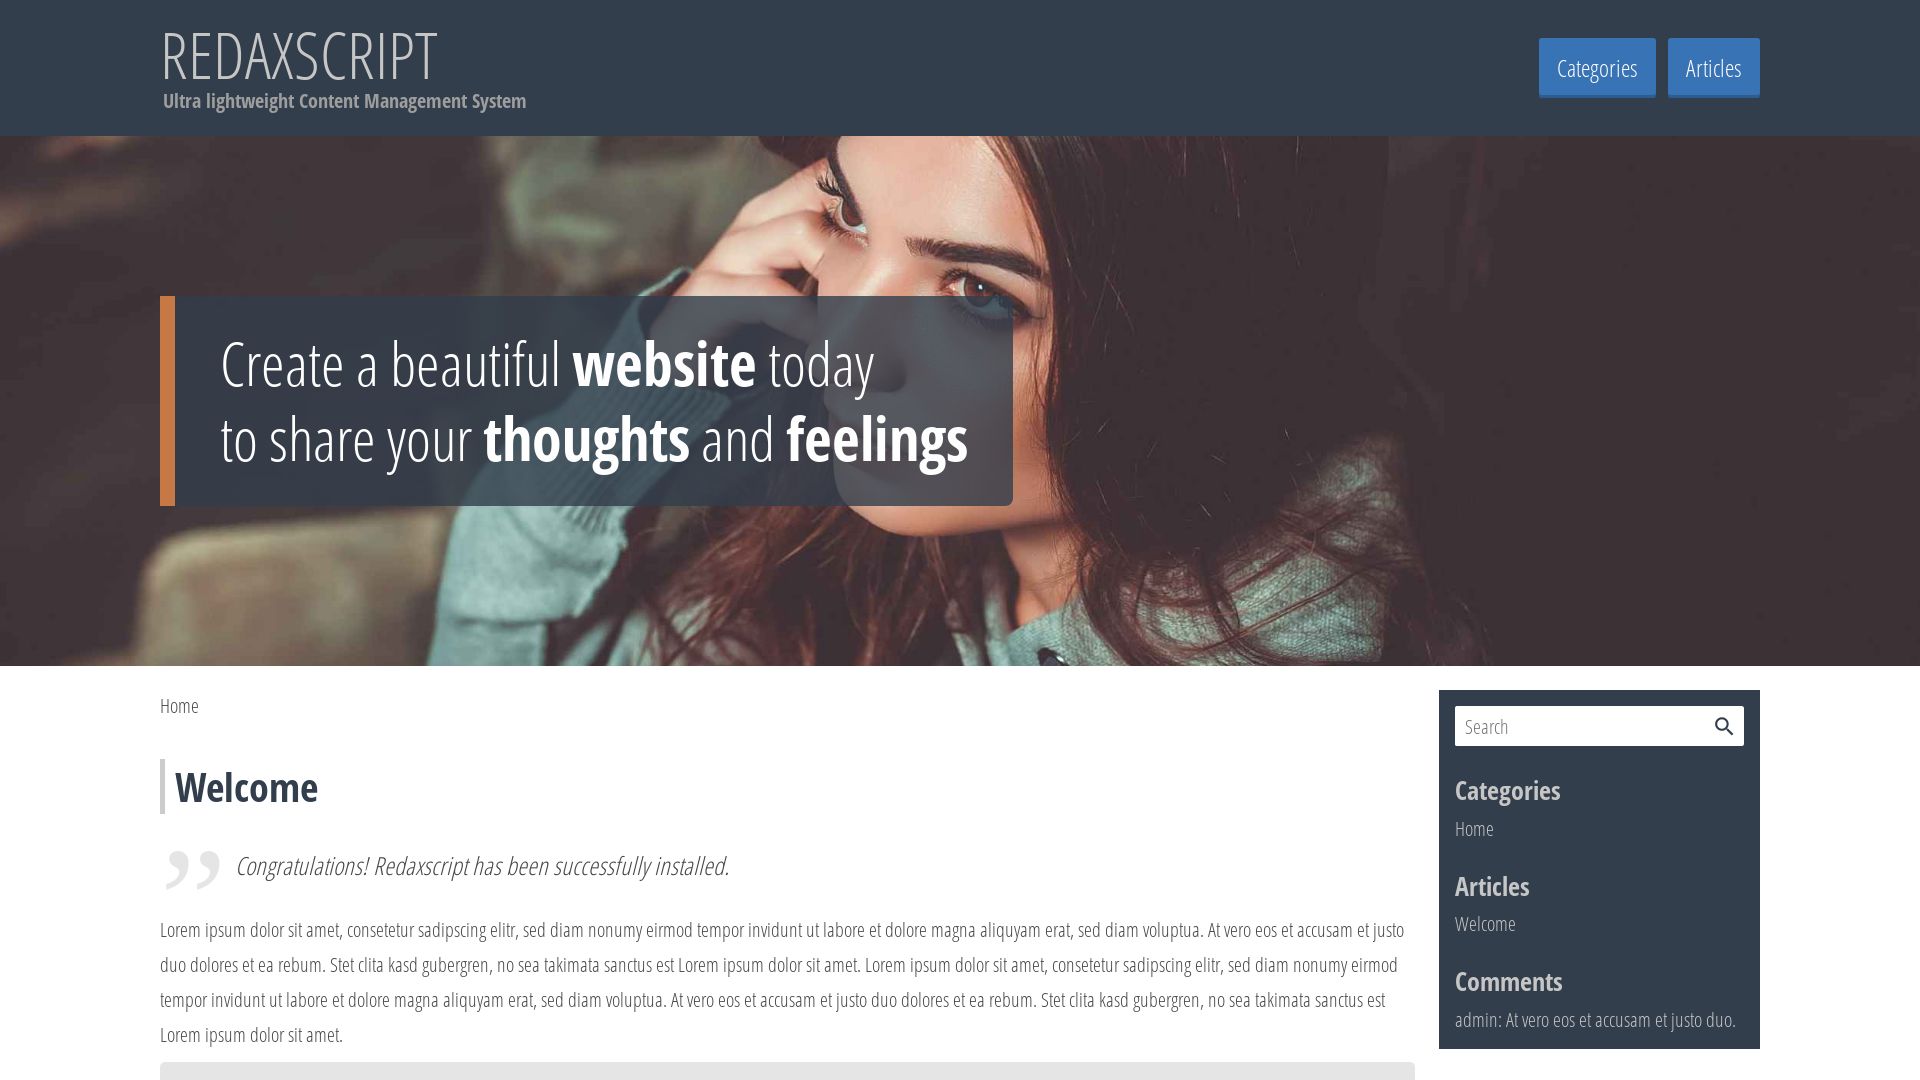 REDAXSCRIPT
Ultra lightweight Content Management System
Categories
Articles
Create a beautiful website today
to share your thoughts and feelings
Home
Welcome
Congratulations! Redaxscript has been successfully installed.
Lorem ipsum dolor sit amet, consetetur sadipscing elitr, sed diam nonumy eirmod tempor invidunt ut labore et dolore magna aliquyam erat, sed diam voluptua. At vero eos et accusam et justo
duo dolores et ea rebum. Stet clita kasd gubergren, no sea takimata sanctus est Lorem ipsum dolor sit amet. Lorem ipsum dolor sit amet, consetetur sadipscing elitr, sed diam nonumy eirmod
tempor invidunt ut labore et dolore magna aliquyam erat, sed diam voluptua. At vero eos et accusam et justo duo dolores et ea rebum. Stet clita kasd gubergren, no sea takimata sanctus est
Lorem ipsum dolor sit amet.
Search
Categories
Home
Articles
Welcome
Comments
admin: At vero eos et accusam et justo duo.